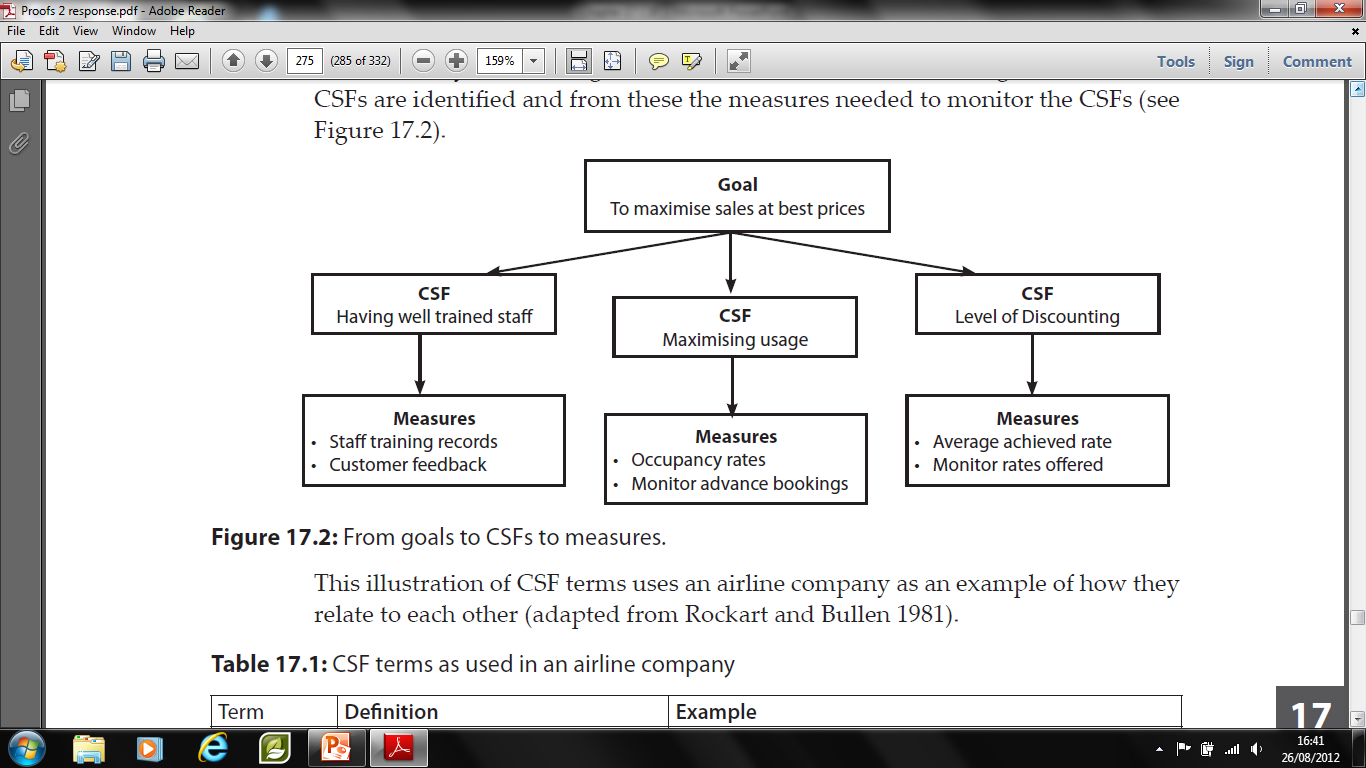 Proofs 2 response.pdf - Adobe Reader
File Edit View Window Help
275 (285 of 332) 159% Tools Sign Comment
CSFs are identified and from these the measures needed to monitor the CSFs (see
Figure 17.2).
Goal
To maximise sales at best prices
CSF
Having well trained staff
CSF
Maximising usage
CSF
Level of Discounting
Measures
• Staff training records
• Customer feedback
Measures
• Occupancy rates
• Monitor advance bookings
Measures
• Average achieved rate
• Monitor rates offered
Figure 17.2: From goals to CSFs to measures.
This illustration of CSF terms uses an airline company as an example of how they
relate to each other (adapted from Rockart and Bullen 1981).
Table 17.1: CSF terms as used in an airline company
Term Definition Example
17
16:41
26/08/2012